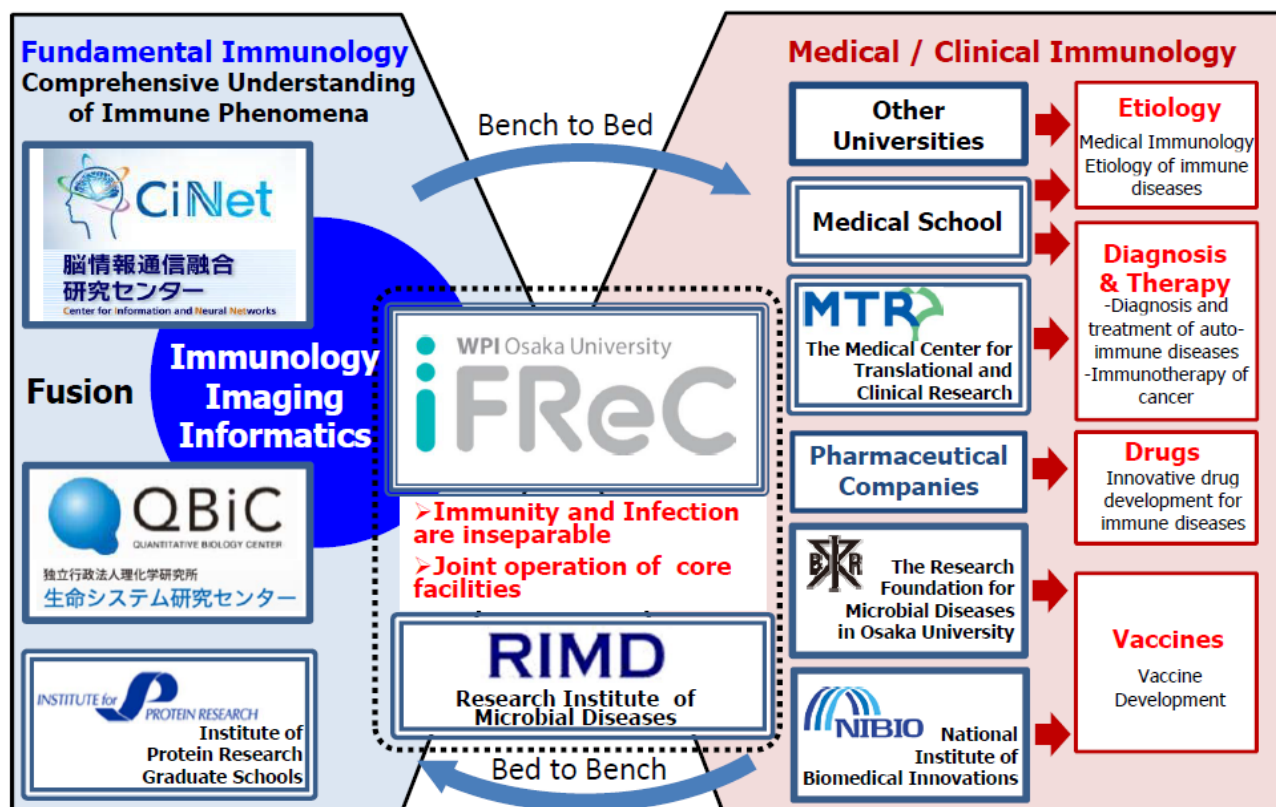 Fundamental Immunology
Comprehensive Understanding
of Immune Phenomena
CiNet
脳情報通信融合
研究センター
Center for Information and Neural Networks
Fusion
Immunology
Imaging
Informatics
QBiC
QUANTITATIVE BIOLOGY CENTER
独立行政法人理化学研究所
生命システム研究センター
INSTITUTE for
PROTEIN RESEARCH
Institute of
Protein Research
Graduate Schools
Bench to Bed
WPI Osaka University
iFReC
➢Immunity and Infection
are inseparable
➢Joint operation of core
facilities
RIMD
Research Institute of
Microbial Diseases
Bed to Bench
Medical / Clinical Immunology
Other
Universities
Medical School
MTR
The Medical Center for
Translational and
Clinical Research
Pharmaceutical
Companies
BIKR
The Research
Foundation for
Microbial Diseases
in Osaka University
NIBIO
National
Institute of
Biomedical Innovations
Etiology
Medical Immunology
Etiology of immune
diseases
Diagnosis
& Therapy
-Diagnosis and
treatment of auto-
immune diseases
-Immunotherapy of
cancer
Drugs
Innovative drug
development for
immune diseases
Vaccines
Vaccine
Development